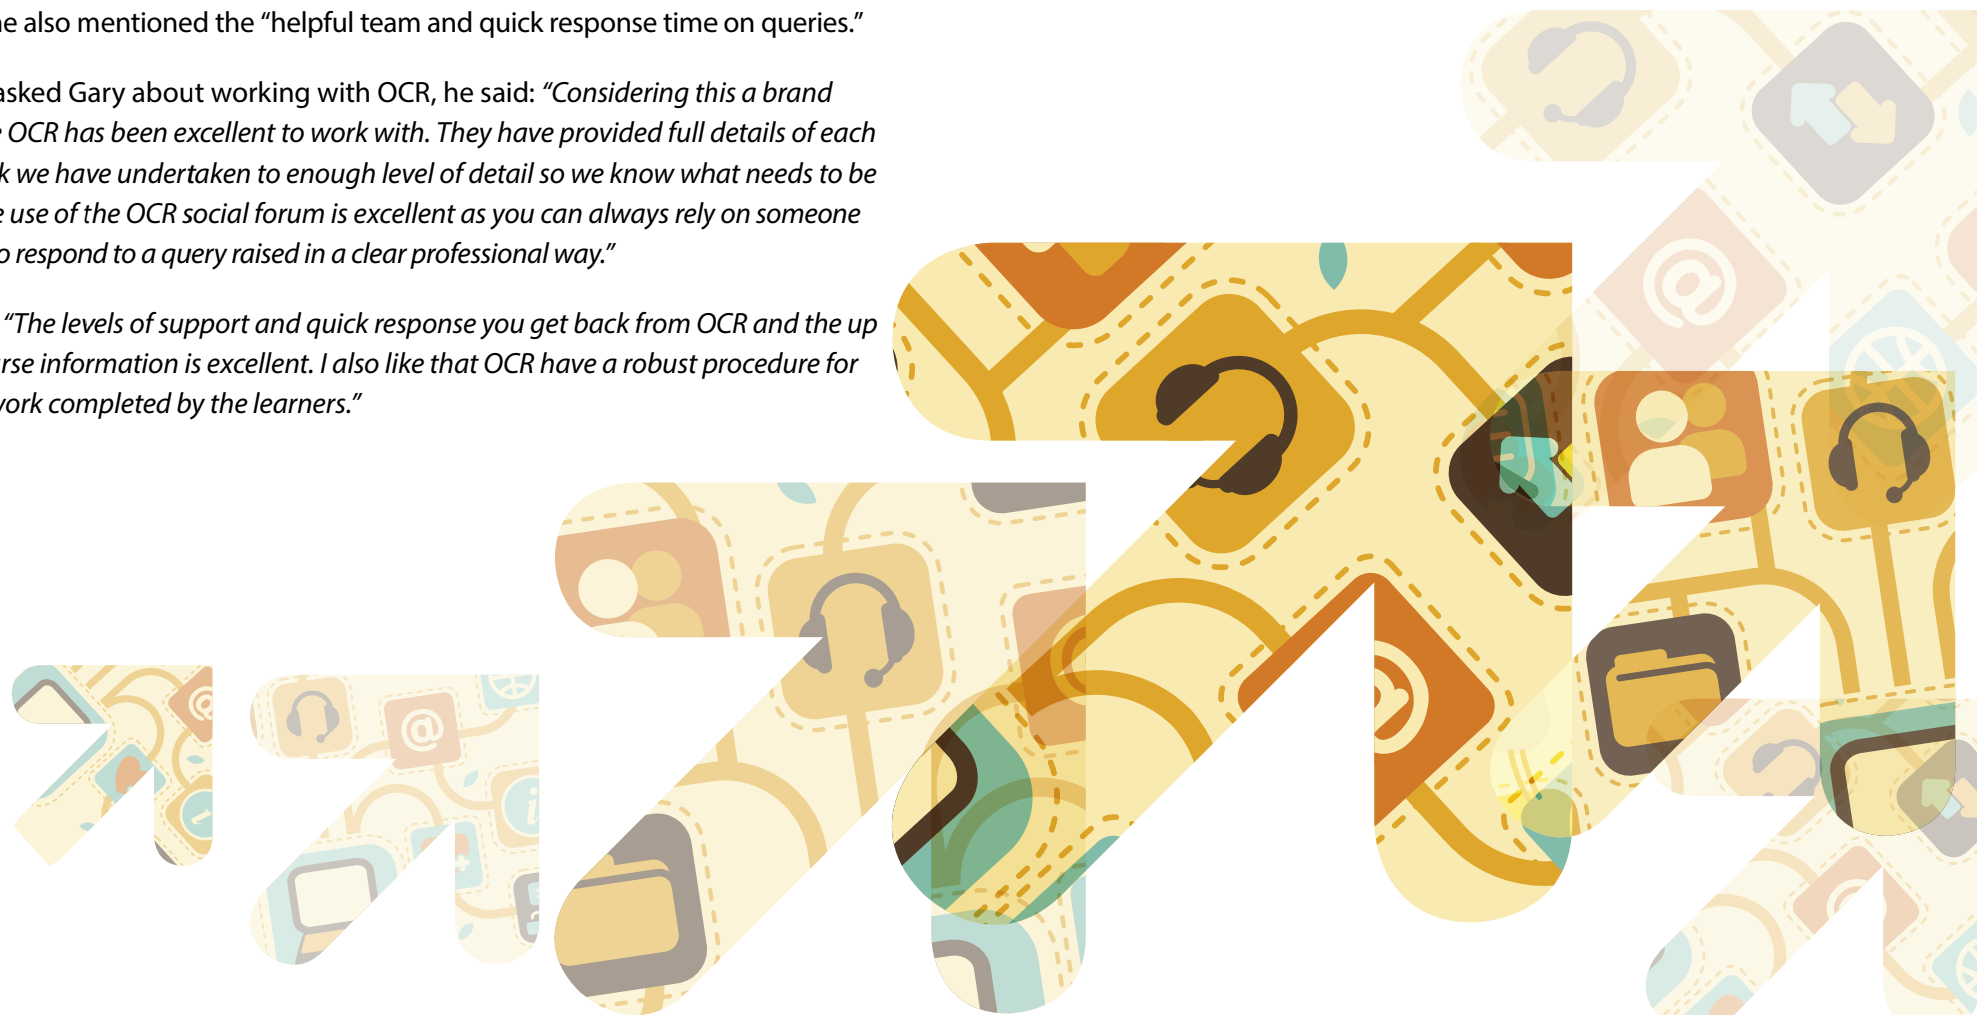 he also mentioned the “helpful team and quick response time on queries.”
asked Gary about working with OCR, he said: “Considering this a brand
e OCR has been excellent to work with. They have provided full details of each
k we have undertaken to enough level of detail so we know what needs to be
e use of the OCR social forum is excellent as you can always rely on someone
o respond to a query raised in a clear professional way.”
“The levels of support and quick response you get back from OCR and the up
rse information is excellent. I also like that OCR have a robust procedure for
work completed by the learners.”